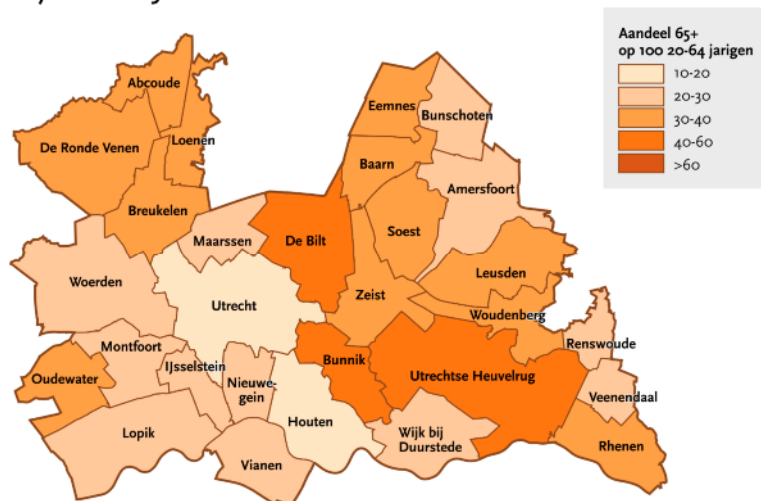 Aandeel 65+
op 100 20-64 jarigen
10-20
20-30
30-40
40-60
>60
Abcoude
De Ronde Venen
Loenen
Breukelen
Eemnes
Bunschoten
Baarn
Amersfoort
Maarssen
De Bilt
Soest
Woerden
Utrecht
Zeist
Leusden
Woudenberg
Renswoude
Montfoort
IJsselstein
Oudewater
Nieuwe-
gein
Bunnik
Utrechtse Heuvelrug
Veenendaal
Houten
Lopik
Wijk bij
Duurstede
Rhenen
Vianen